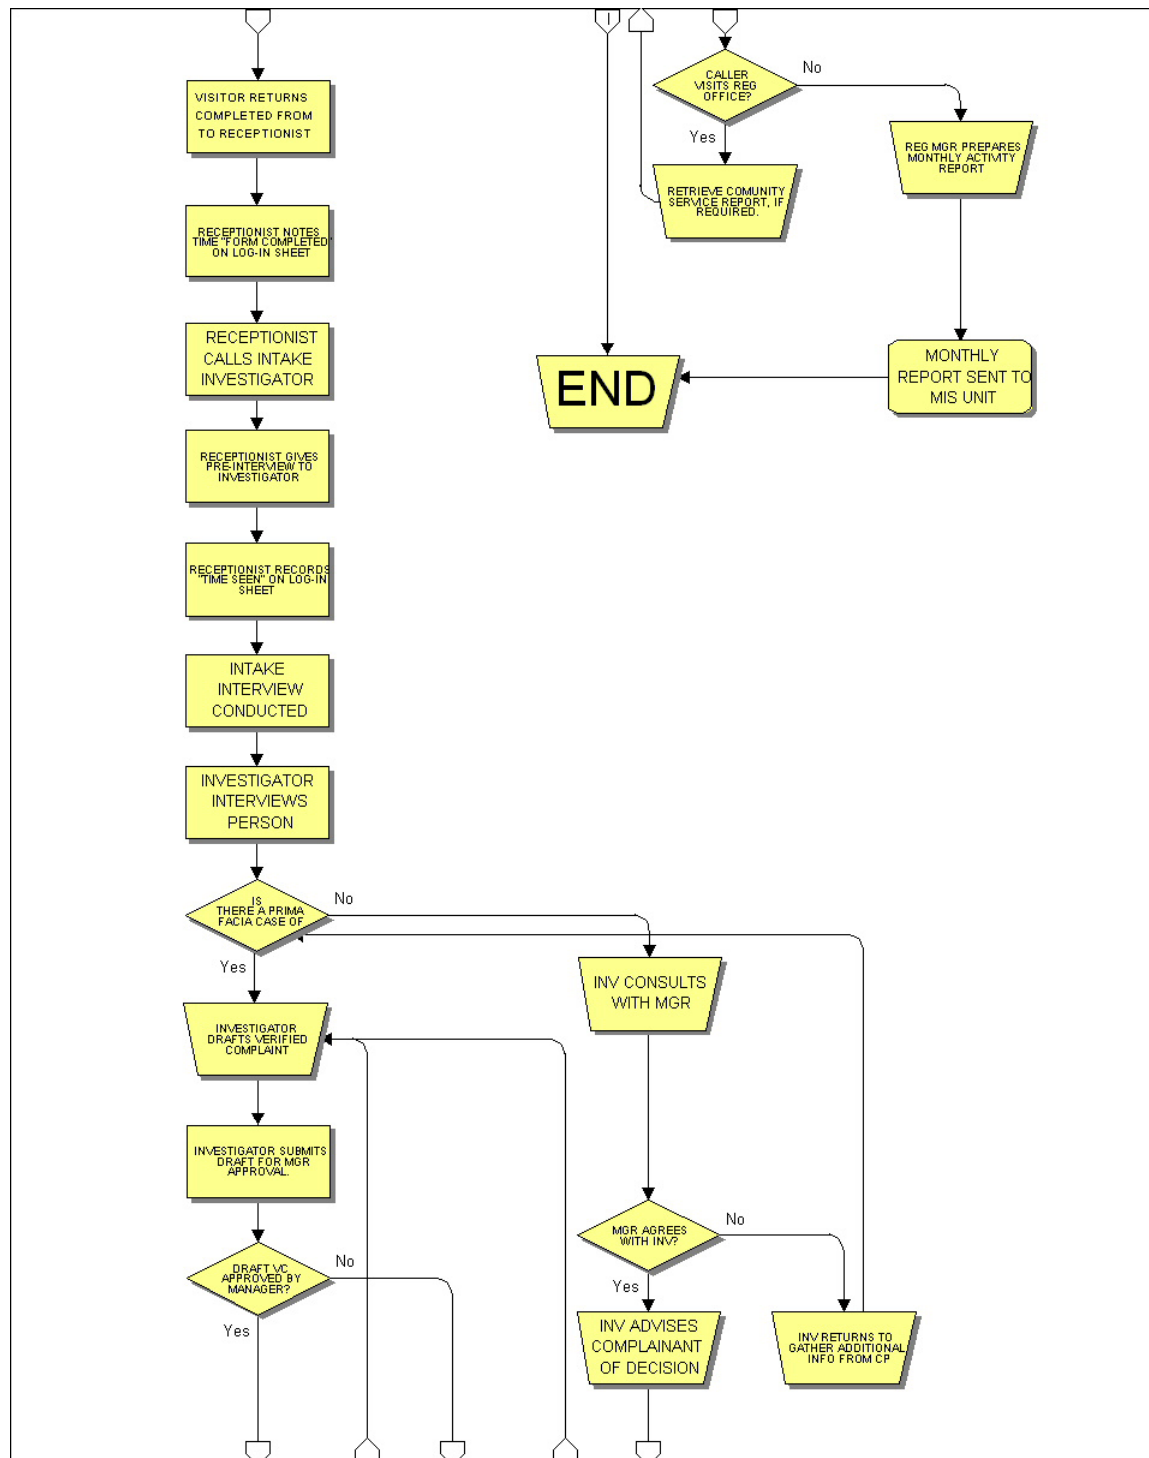 VISITOR RETURNS
COMPLETED FROM
TO RECEPTIONIST
RECEPTIONIST NOTES
TIME "FORM COMPLETED"
ON LOG-IN SHEET
RECEPTIONIST
CALLS INTAKE
INVESTIGATOR
RECEPTIONIST GIVES
PRE-INTERVIEW TO
INVESTIGATOR
RECEPTIONIST RECORDS
"TIME SEEN" ON LOG-IN
SHEET
INTAKE
INTERVIEW
CONDUCTED
INVESTIGATOR
INTERVIEWS
PERSON
IS
THERE A PRIMA
FACIA CASE OF
No
Yes
INVESTIGATOR
DRAFTS VERIFIED
COMPLAINT
INVESTIGATOR SUBMITS
DRAFT FOR MGR
APPROVAL.
DRAFT VC
APPROVED BY
MANAGER?
No
Yes
I
END
CALLER
VISITS REG
OFFICE?
No
Yes
RETRIEVE COMUNITY
SERVICE REPORT, IF
REQUIRED.
REG MGR PREPARES
MONTHLY ACTIVITY
REPORT
MONTHLY
REPORT SENT TO
MIS UNIT
INV CONSULTS
WITH MGR
MGR AGREES
WITH INV?
No
Yes
INV ADVISES
COMPLAINANT
OF DECISION
INV RETURNS TO
GATHER ADDITIONAL
INFO FROM CP